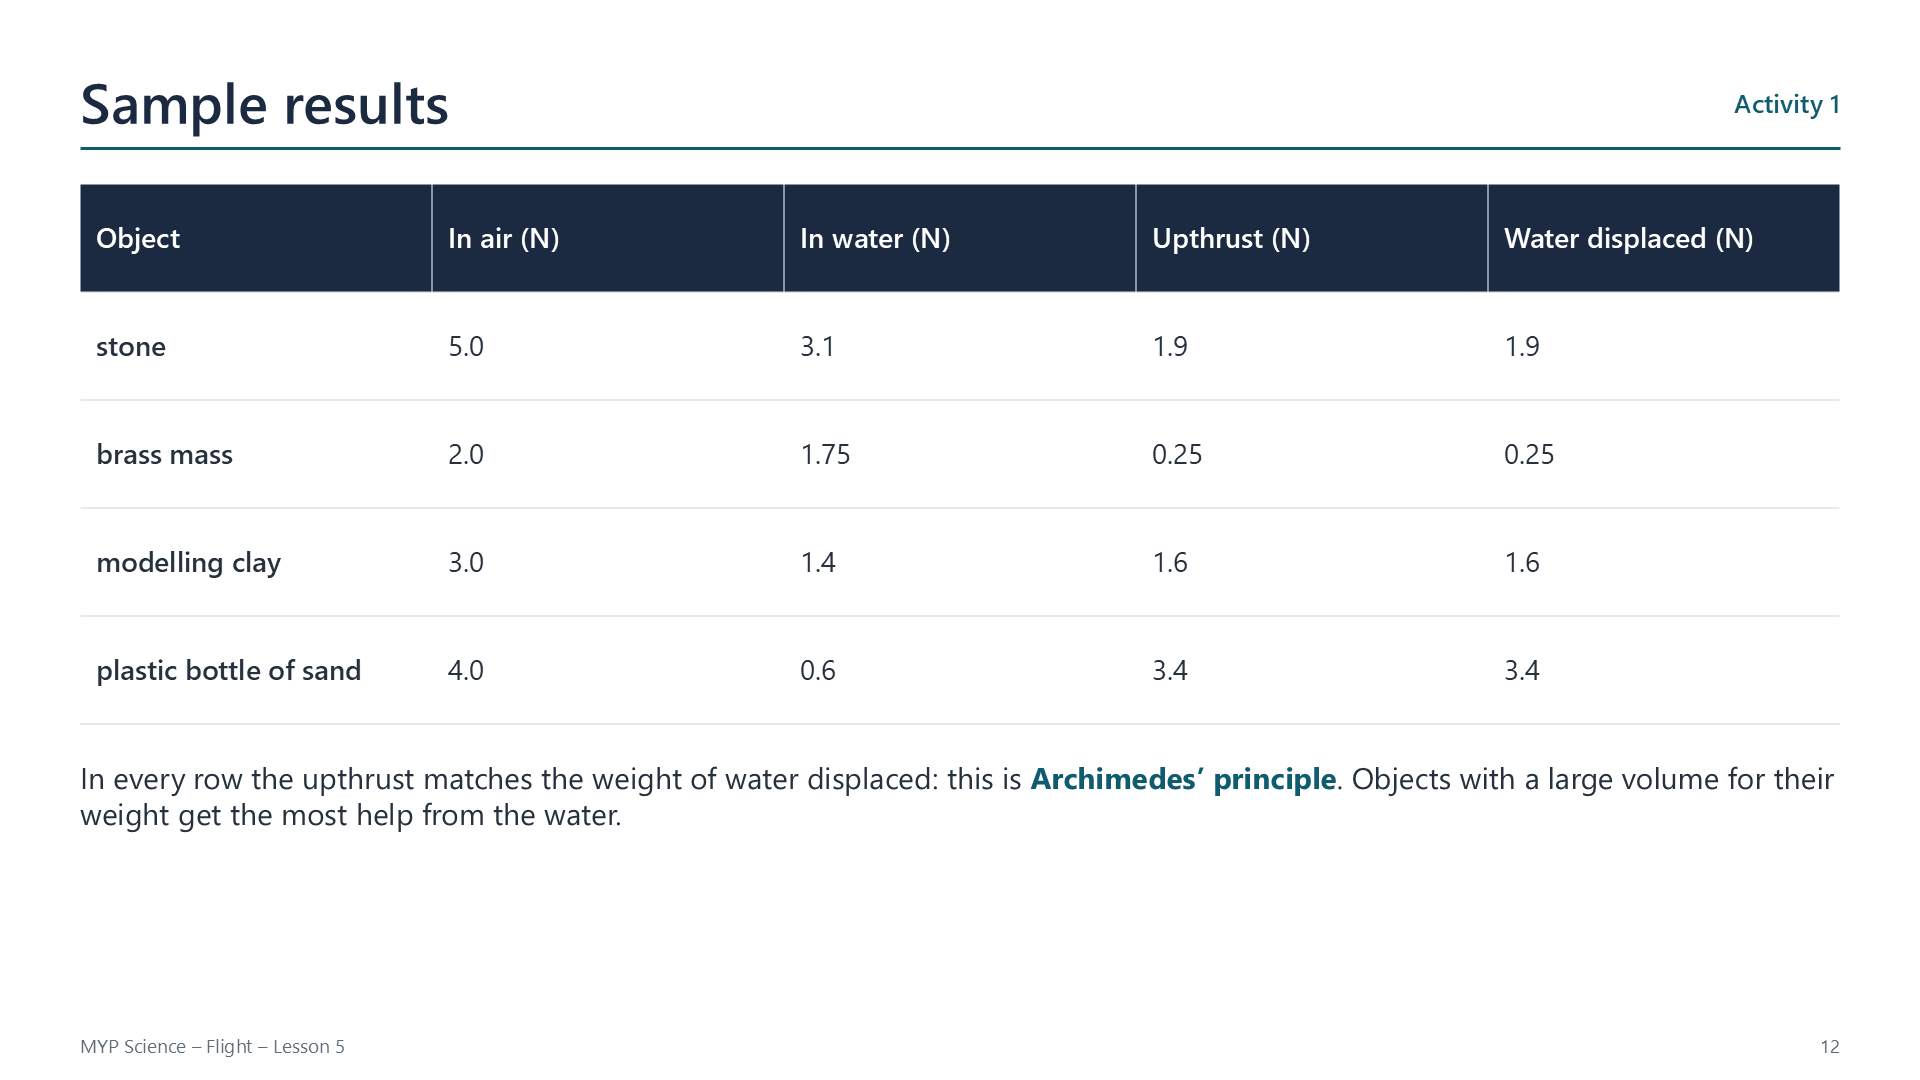 Sample results
Activity 1
Object In air (N) In water (N) Upthrust (N) Water displaced (N)
stone 5.0 3.1 1.9 1.9
brass mass 2.0 1.75 0.25 0.25
modelling clay 3.0 1.4 1.6 1.6
plastic bottle of sand 4.0 0.6 3.4 3.4
In every row the upthrust matches the weight of water displaced: this is Archimedes’ principle. Objects with a large volume for their
weight get the most help from the water.
MYP Science – Flight – Lesson 5
12